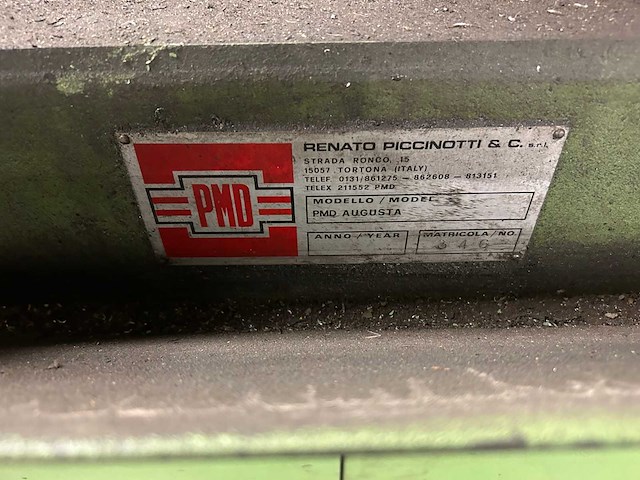 PMD
RENATO PICCINOTTI & C. s.r.l.
STRADA RONCO, 15
15057 TORTONA (ITALY)
TELEF. 0131/861275 - 862608 - 813151
TELEX 211552 PMD
MODELLO / MODEL
PMD AUGUSTA
ANNO / YEAR
MATRICOLA / NO.
346